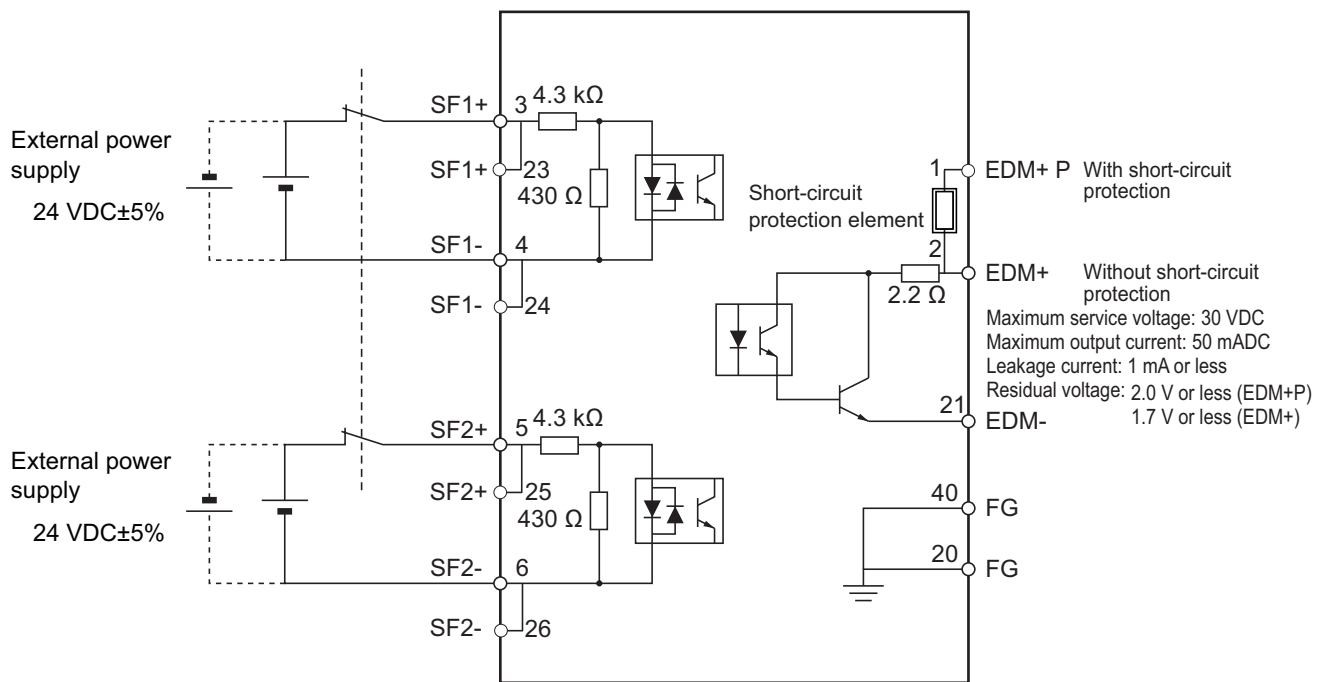 External power
supply
24 VDC±5%
SF1+
3
4.3 kΩ
SF1+
23
430 Ω
SF1-
4
SF1-
24
External power
supply
24 VDC±5%
SF2+
5
4.3 kΩ
SF2+
25
430 Ω
SF2-
6
SF2-
26
Short-circuit
protection element
1
EDM+ P
With short-circuit
protection
2
EDM+
2.2 Ω
Without short-circuit
protection
Maximum service voltage: 30 VDC
Maximum output current: 50 mADC
Leakage current: 1 mA or less
Residual voltage: 2.0 V or less (EDM+P)
1.7 V or less (EDM+)
21
EDM-
40
FG
20
FG